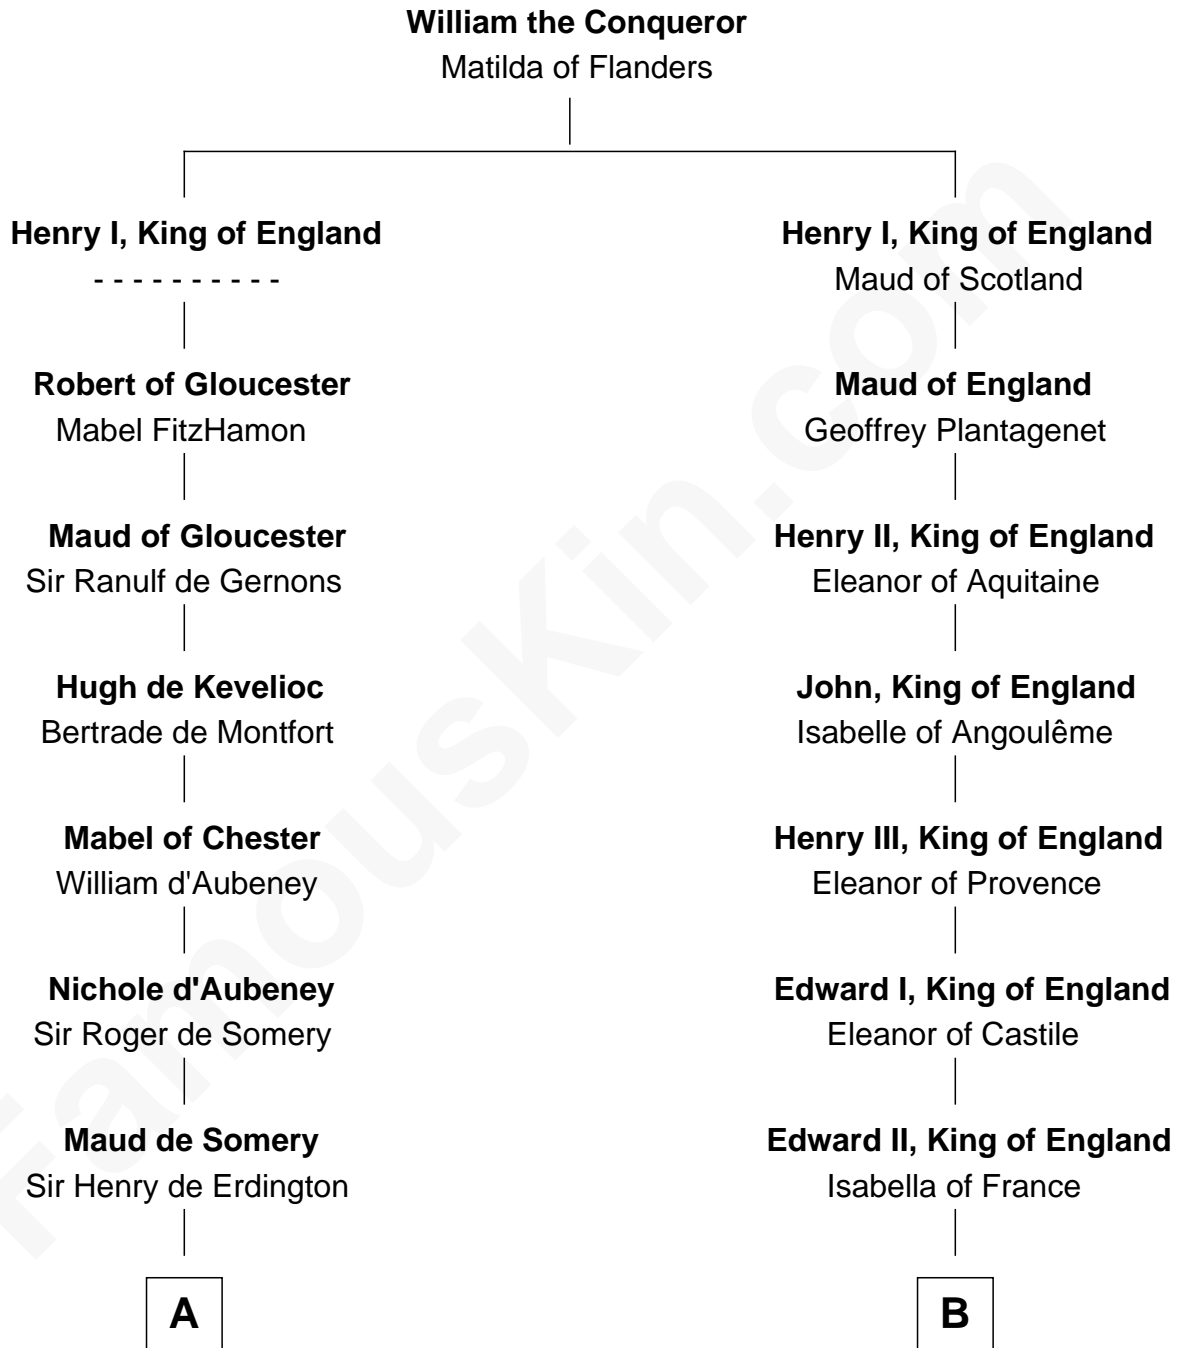 William the Conqueror
Matilda of Flanders
Henry I, King of England
- - - - - - - - - -
Robert of Gloucester
Mabel FitzHamon
Maud of Gloucester
Sir Ranulf de Gernons
Hugh de Kevelioc
Bertrade de Montfort
Mabel of Chester
William d'Aubeney
Nichole d'Aubeney
Sir Roger de Somery
Maud de Somery
Sir Henry de Erdington
A
Henry I, King of England
Maud of Scotland
Maud of England
Geoffrey Plantagenet
Henry II, King of England
Eleanor of Aquitaine
John, King of England
Isabelle of Angoulême
Henry III, King of England
Eleanor of Provence
Edward I, King of England
Eleanor of Castile
Edward II, King of England
Isabella of France
B
FamousKin.com